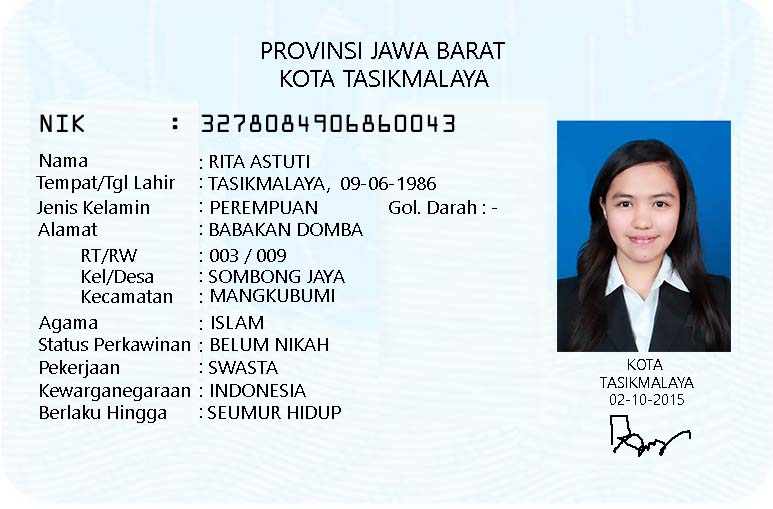 PROVINSI JAWA BARAT
KOTA TASIKMALAYA
NIK : 3278084906860043
Nama : RITA ASTUTI
Tempat/Tgl Lahir : TASIKMALAYA, 09-06-1986
Jenis Kelamin : PEREMPUAN Gol. Darah : -
Alamat : BABAKAN DOMBA
RT/RW : 003 / 009
Kel/Desa : SOMBONG JAYA
Kecamatan : MANGKUBUMI
Agama : ISLAM
Status Perkawinan : BELUM NIKAH
Pekerjaan : SWASTA
Kewarganegaraan : INDONESIA
Berlaku Hingga : SEUMUR HIDUP
KOTA
TASIKMALAYA
02-10-2015